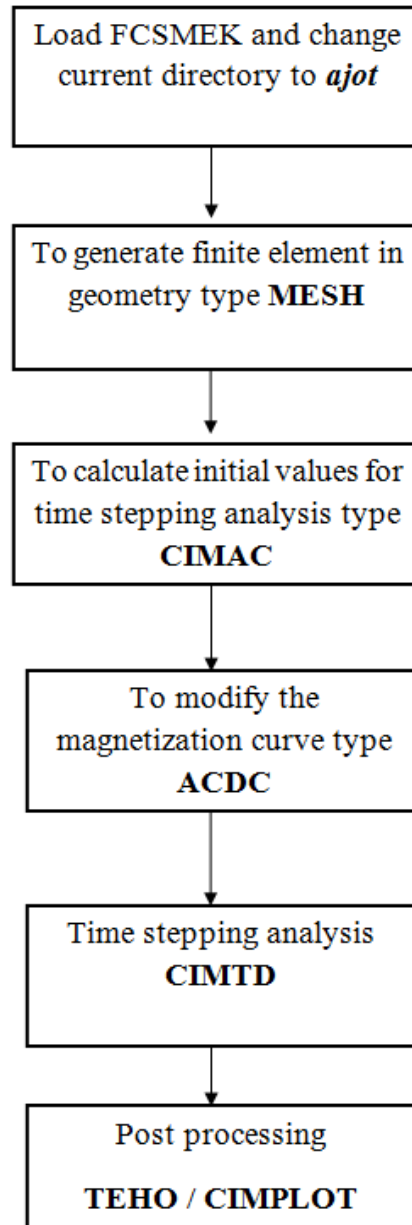 Load FCSMEK and change
current directory to ajot
To generate finite element in
geometry type MESH
To calculate initial values for
time stepping analysis type
CIMAC
To modify the
magnetization curve type
ACDC
Time stepping analysis
CIMTD
Post processing
TEHO / CIMPLOT